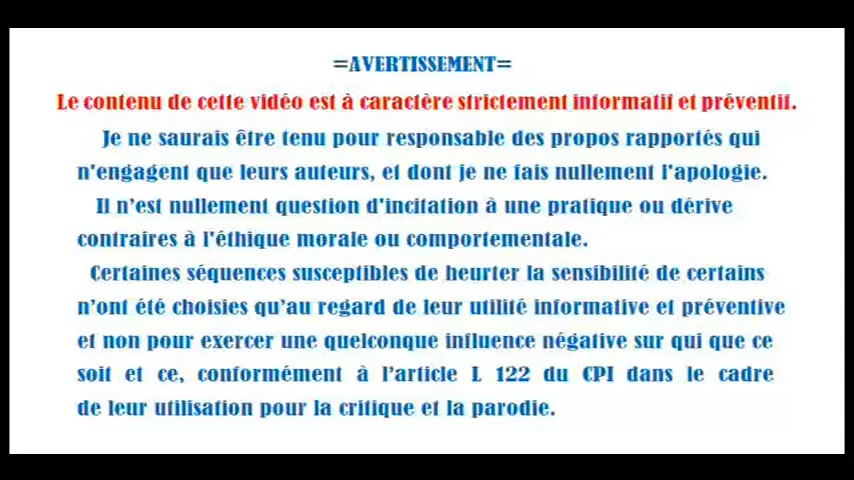 =AVERTISSEMENT=
Le contenu de cette vidéo est à caractère strictement informatif et préventif.
Je ne saurais être tenu pour responsable des propos rapportés qui
n'engagent que leurs auteurs, et dont je ne fais nullement l'apologie.
Il n'est nullement question d'incitation à une pratique ou dérive
contraires à l'éthique morale ou comportementale.
Certaines séquences susceptibles de heurter la sensibilité de certains
n'ont été choisies qu'au regard de leur utilité informative et préventive
et non pour exercer une quelconque influence négative sur qui que ce
soit et ce, conformément à l'article L 122 du CPI dans le cadre
de leur utilisation pour la critique et la parodie.